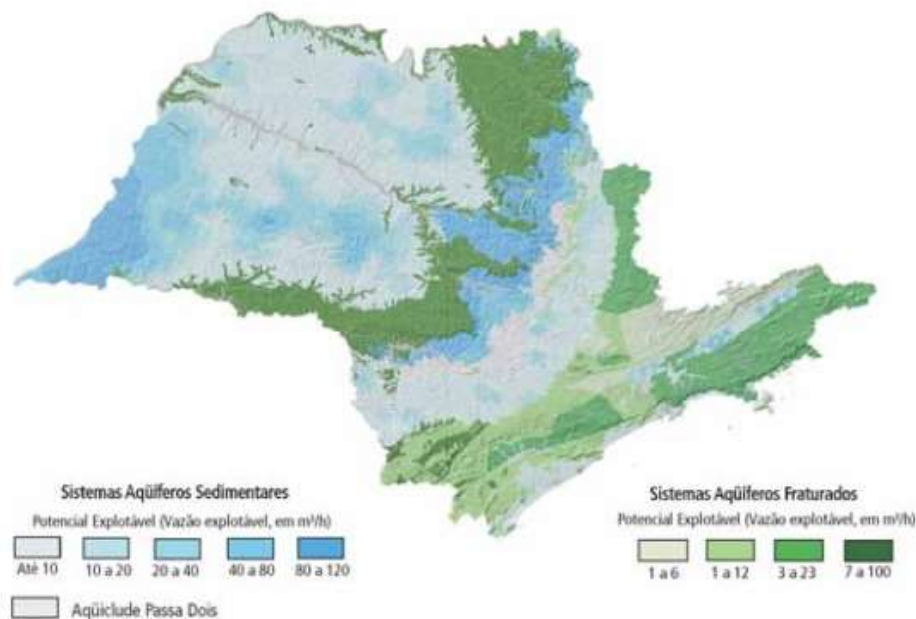 Sistemas Aqüíferos Sedimentares
Potencial Explotável (Vazão explotável, em m³/h)
Até 10
10 a 20
20 a 40
40 a 80
80 a 120
Aqüiclude Passa Dois
Sistemas Aqüíferos Fraturados
Potencial Explotável (Vazão explotável, em m³/h)
1 a 6
1 a 12
3 a 23
7 a 100